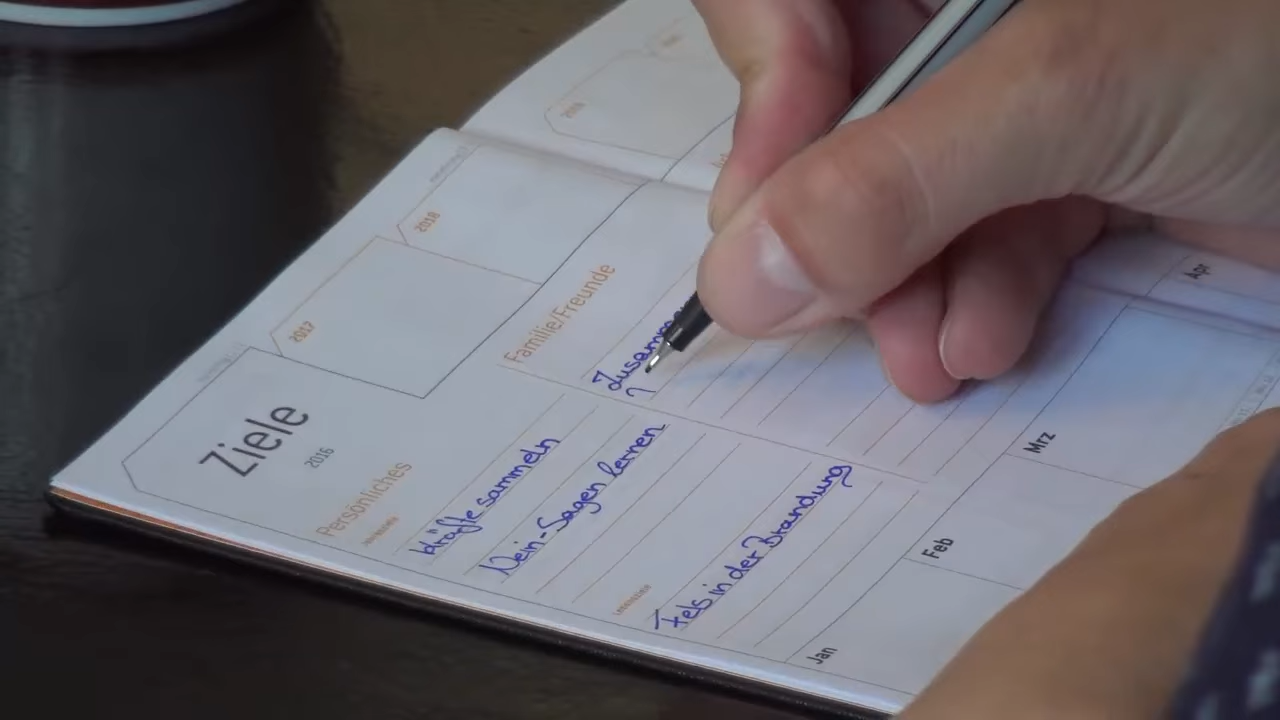 Ziele
2016
2017
2018
Persönliches
kräfte sammeln
Nein-Sagen lernen
Fels in der Brandung
Familie/Freunde
Jan
Feb
Mrz
Apr